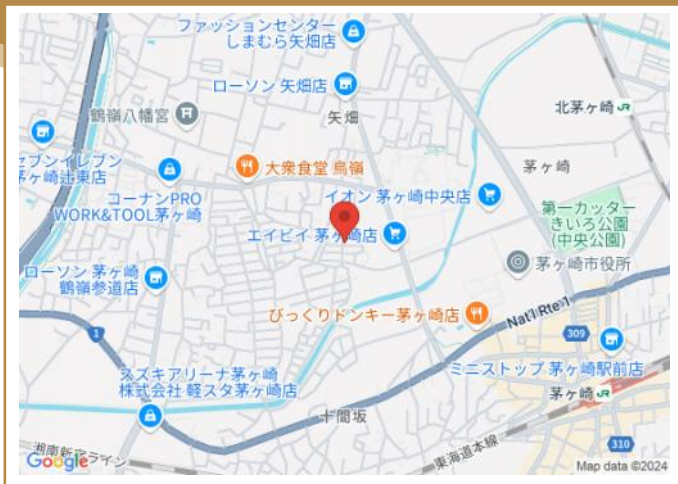 ファッションセンター
しまむら矢畑店
ローソン 矢畑店
矢畑
北茅ヶ崎
JR
鶴嶺八幡宮
セブンイレブン
茅ヶ崎辻東店
大衆食堂 鳥嶺
茅ヶ崎
コーナンPRO
WORK&TOOL茅ヶ崎
イオン 茅ヶ崎中央店
第一カッター
きいろ公園
(中央公園)
エイビイ 茅ヶ崎店
茅ヶ崎市役所
ローソン 茅ヶ崎
鶴嶺参道店
びっくりドンキー茅ヶ崎店
Nat'l Rte 1
1
309
スズキアリーナ茅ヶ崎
株式会社 軽スタ茅ヶ崎店
ミニストップ 茅ヶ崎駅前店
茅ヶ崎
JR
十間坂
310
湘南新宿ライン
東海道本線
Google
Map data ©2024